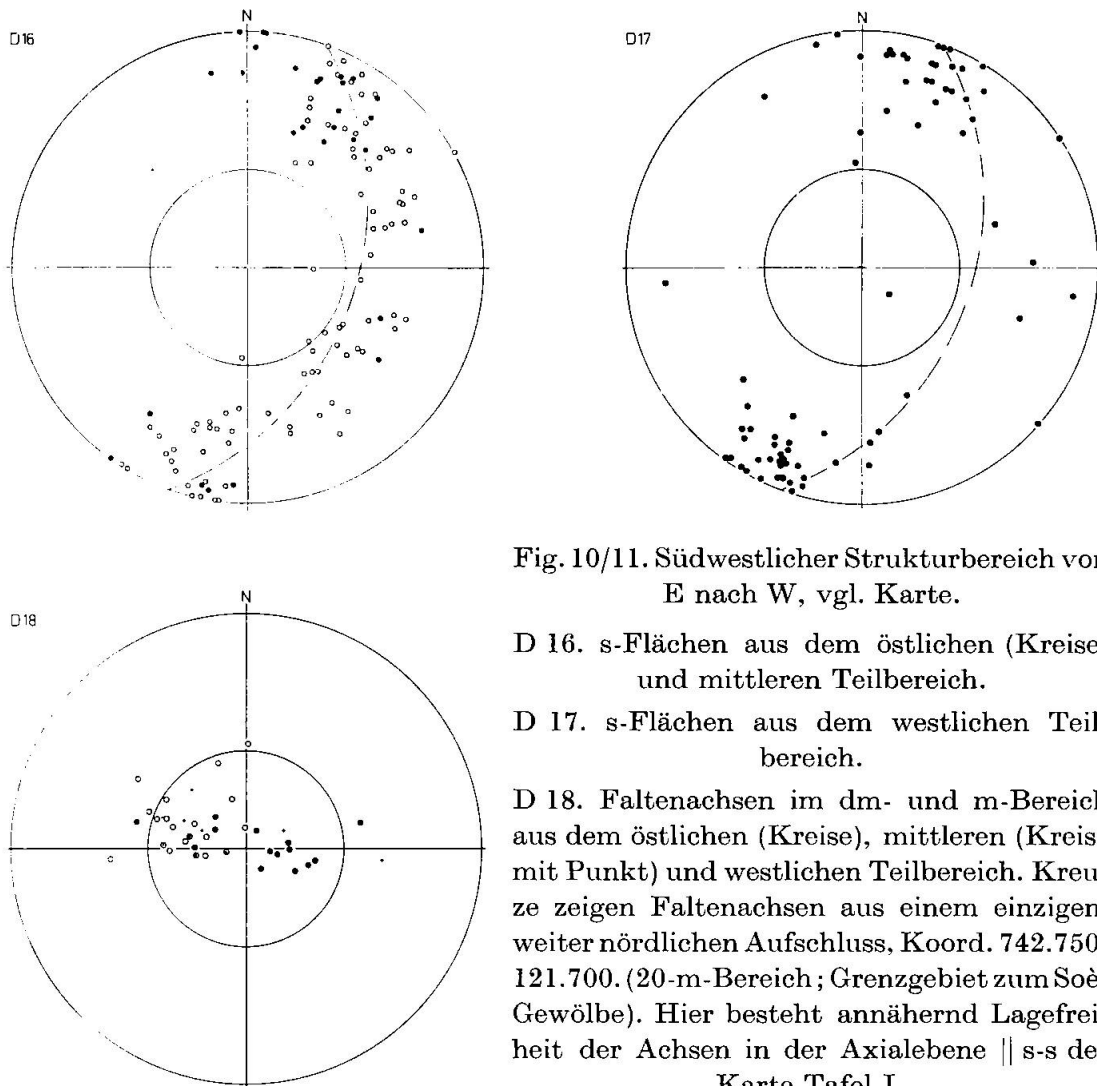 N
D16
N
D17
Fig. 10/11. Südwestlicher Strukturbereich von
E nach W, vgl. Karte.
D 16. s-Flächen aus dem östlichen (Kreise
und mittleren Teilbereich.
D 17. s-Flächen aus dem westlichen Teil
bereich.
N
D18
D 18. Faltenachsen im dm- und m-Bereich
aus dem östlichen (Kreise), mittleren (Kreis
mit Punkt) und westlichen Teilbereich. Kreu
ze zeigen Faltenachsen aus einem einzigen
weiter nördlichen Aufschluss, Koord. 742.750
121.700. (20-m-Bereich; Grenzgebiet zum Soè
Gewölbe). Hier besteht annähernd Lagefrei
heit der Achsen in der Axialebene || s-s de
Karte Tafel I